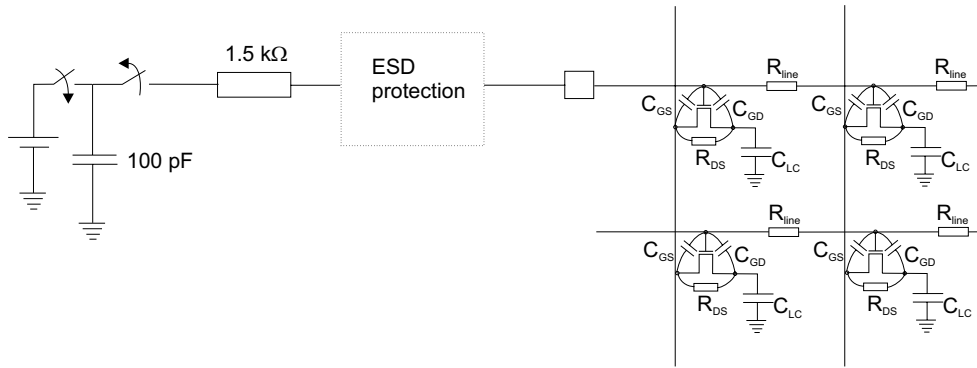 1.5 kΩ
ESD
protection
100 pF
R_line
R_line
C_GS
C_GD
C_GS
C_GD
R_DS
C_LC
R_DS
C_LC
R_line
R_line
C_GS
C_GD
C_GS
C_GD
R_DS
C_LC
R_DS
C_LC